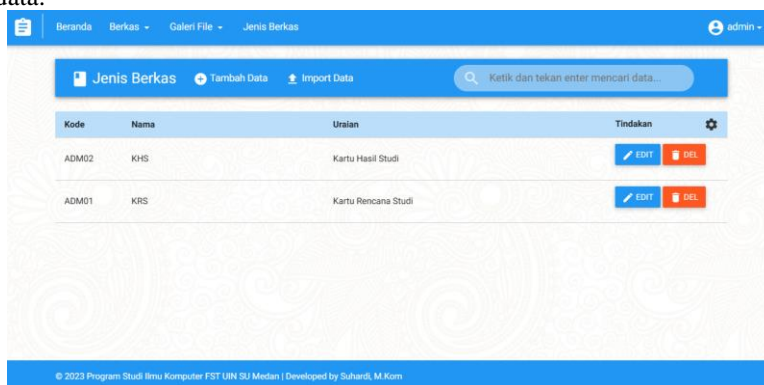 data.
Beranda Berkas Galeri File Jenis Berkas admin
Jenis Berkas Tambah Data Import Data Ketik dan tekan enter mencari data...
Kode Nama Uraian Tindakan
ADM02 KHS Kartu Hasil Studi EDIT DEL
ADM01 KRS Kartu Rencana Studi EDIT DEL
© 2023 Program Studi Ilmu Komputer FST UIN SU Medan | Developed by Suhardi, M.Kom